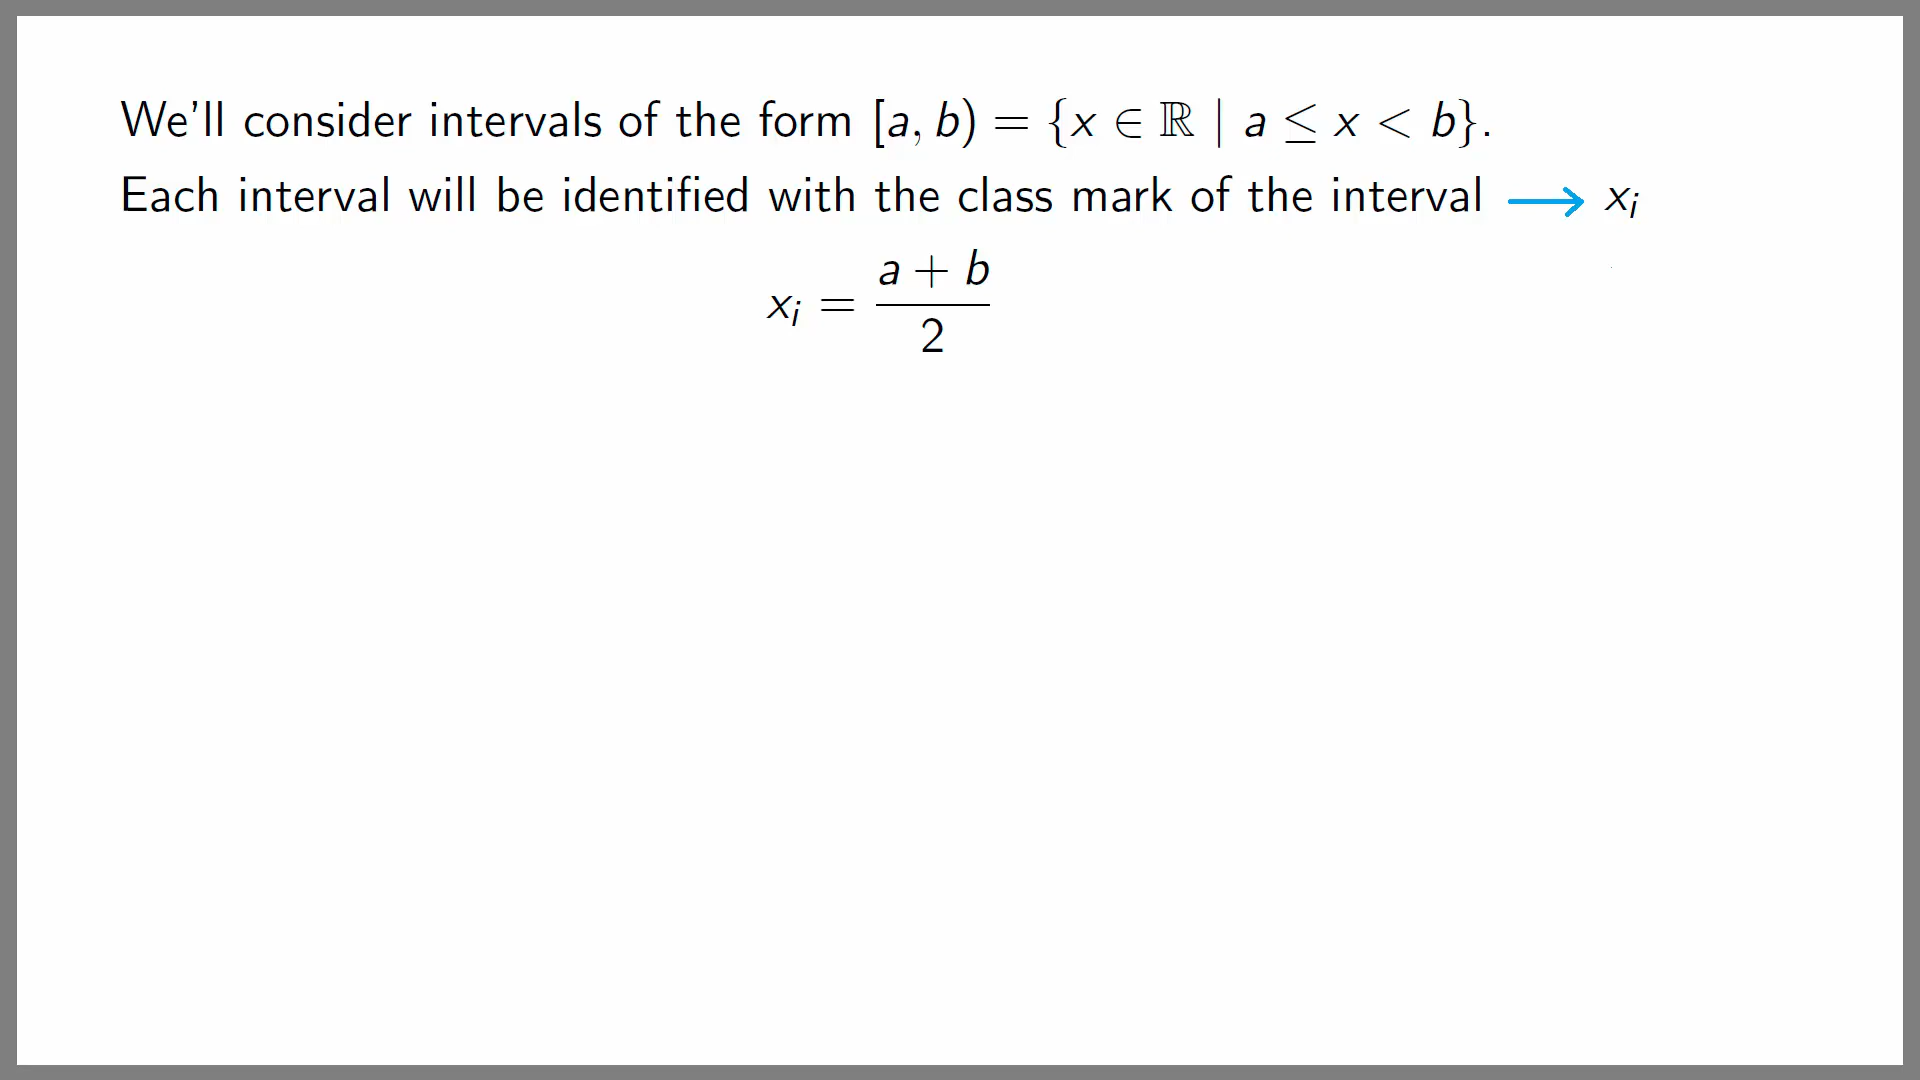 We'll consider intervals of the form [a, b) = {x ∈ ℝ | a ≤ x < b}.
Each interval will be identified with the class mark of the interval ⟶ xᵢ
xᵢ = (a + b)/2